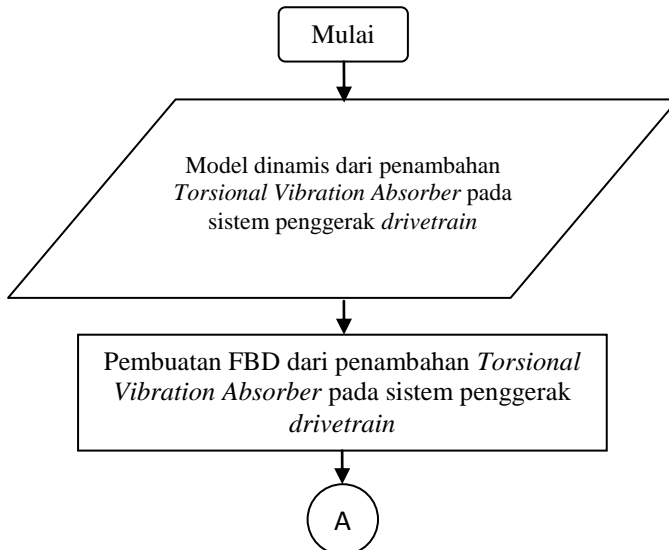 Mulai
Model dinamis dari penambahan
Torsional Vibration Absorber pada
sistem penggerak drivetrain
Pembuatan FBD dari penambahan Torsional
Vibration Absorber pada sistem penggerak
drivetrain
A